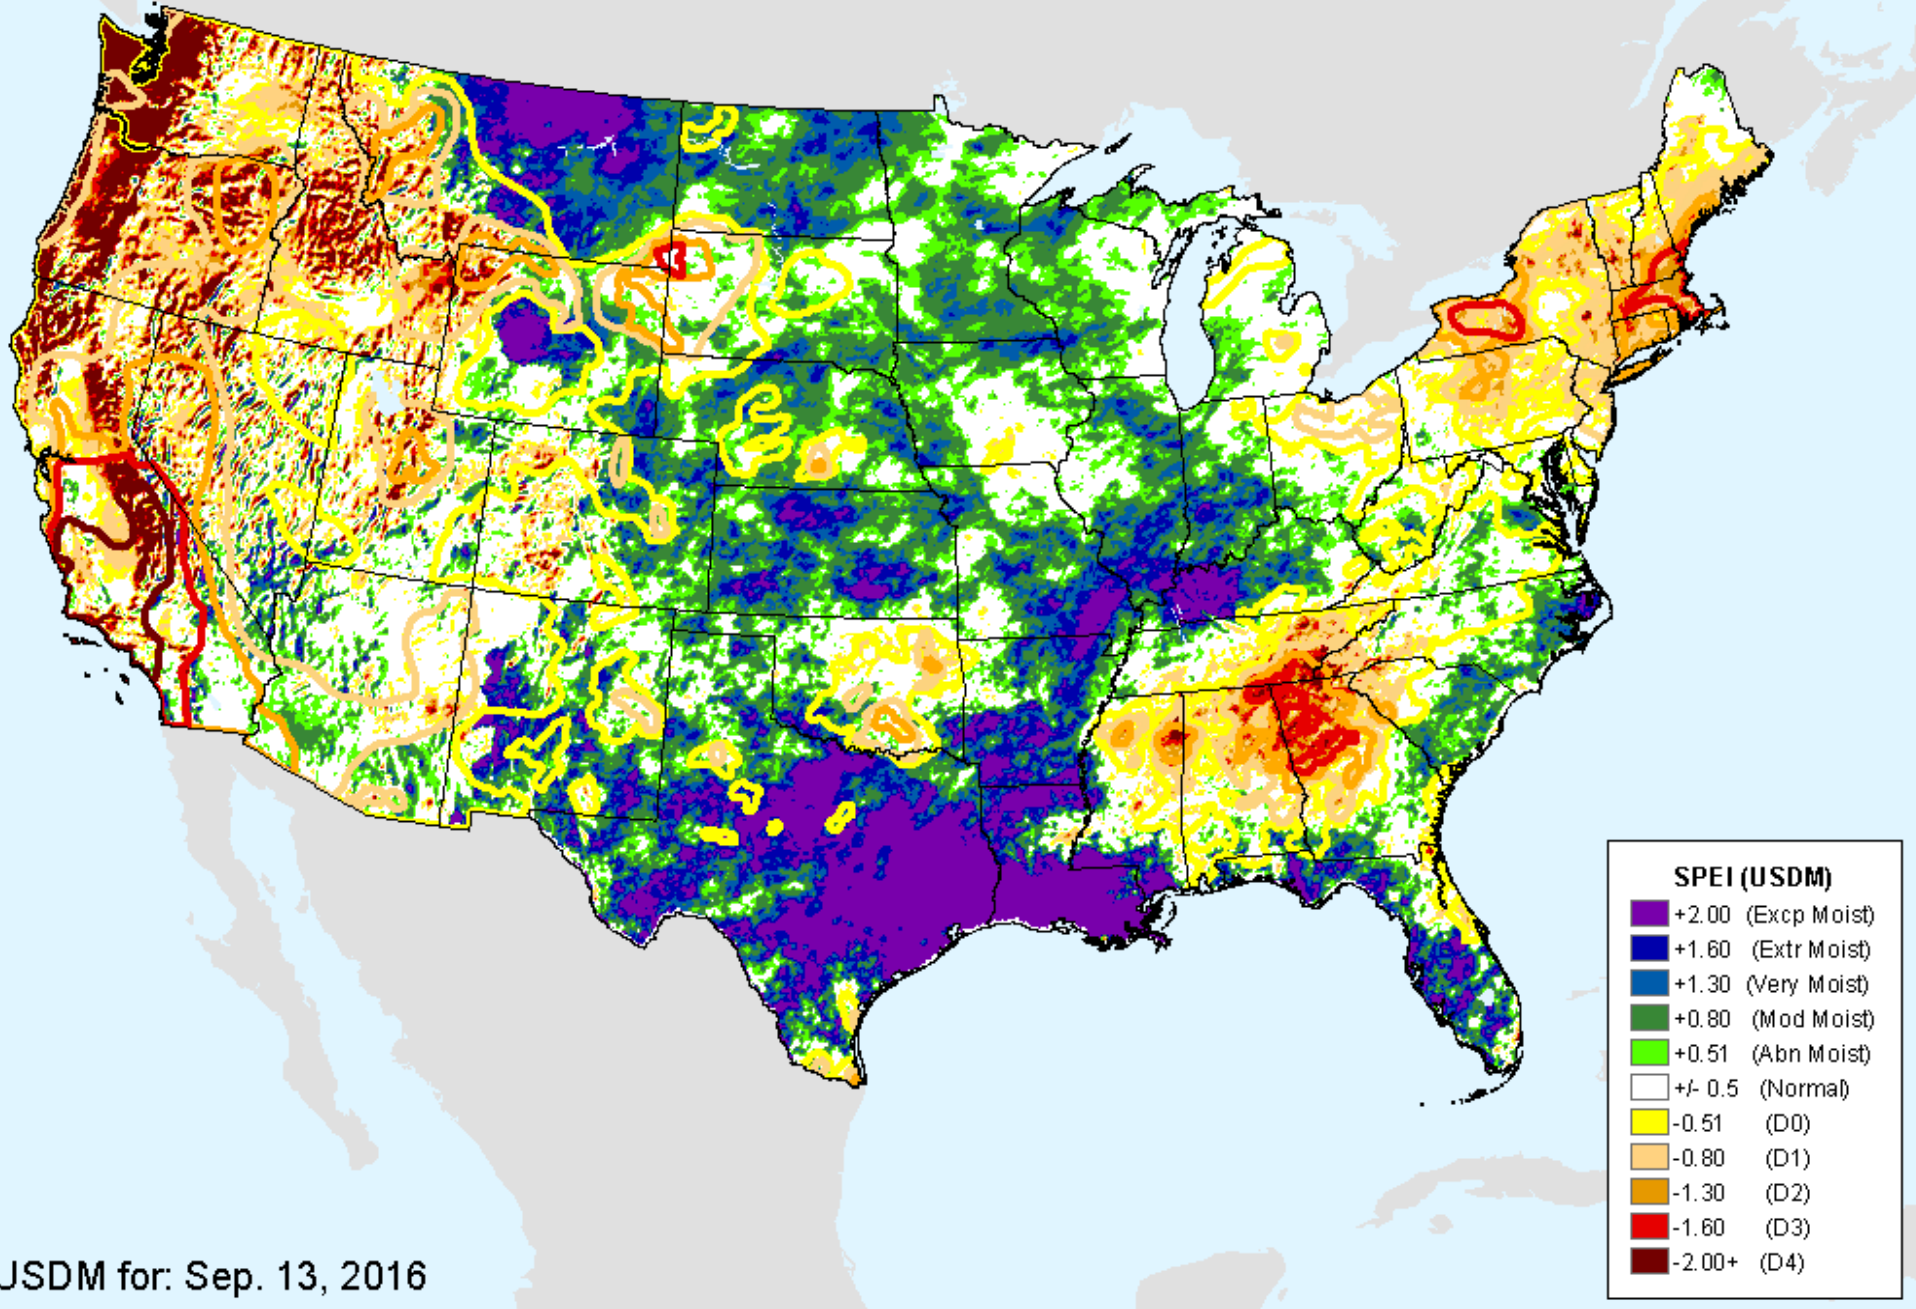 SPEI (USDM)
+2.00 (Excp Moist)
+1.60 (Extr Moist)
+1.30 (Very Moist)
+0.80 (Mod Moist)
+0.51 (Abn Moist)
+/- 0.5 (Normal)
-0.51 (D0)
-0.80 (D1)
-1.30 (D2)
-1.60 (D3)
-2.00+ (D4)
USDM for: Sep. 13, 2016